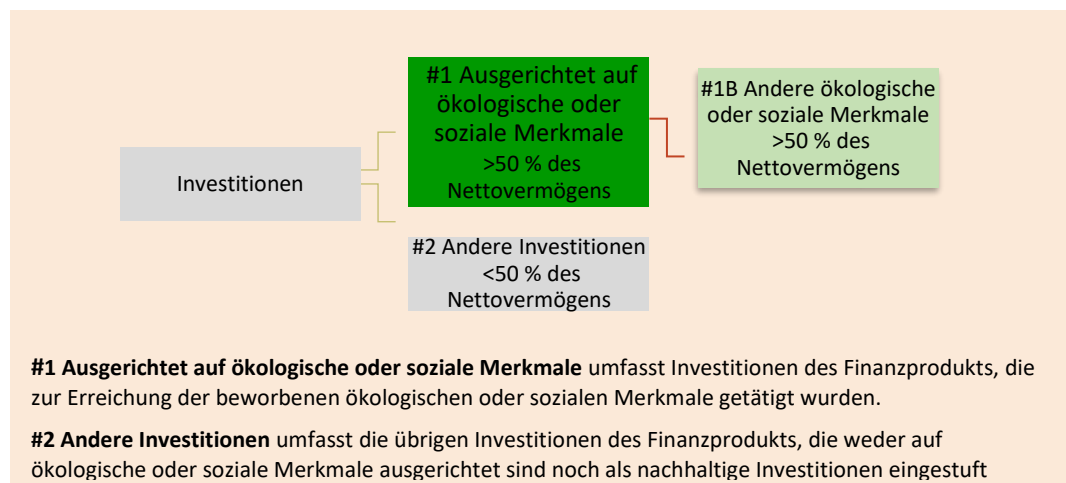 #1 Ausgerichtet auf
ökologische oder
soziale Merkmale
>50 % des
Nettovermögens
#1B Andere ökologische
oder soziale Merkmale
>50 % des
Nettovermögens
Investitionen
#2 Andere Investitionen
<50 % des
Nettovermögens
#1 Ausgerichtet auf ökologische oder soziale Merkmale umfasst Investitionen des Finanzprodukts, die
zur Erreichung der beworbenen ökologischen oder sozialen Merkmale getätigt wurden.
#2 Andere Investitionen umfasst die übrigen Investitionen des Finanzprodukts, die weder auf
ökologische oder soziale Merkmale ausgerichtet sind noch als nachhaltige Investitionen eingestuft